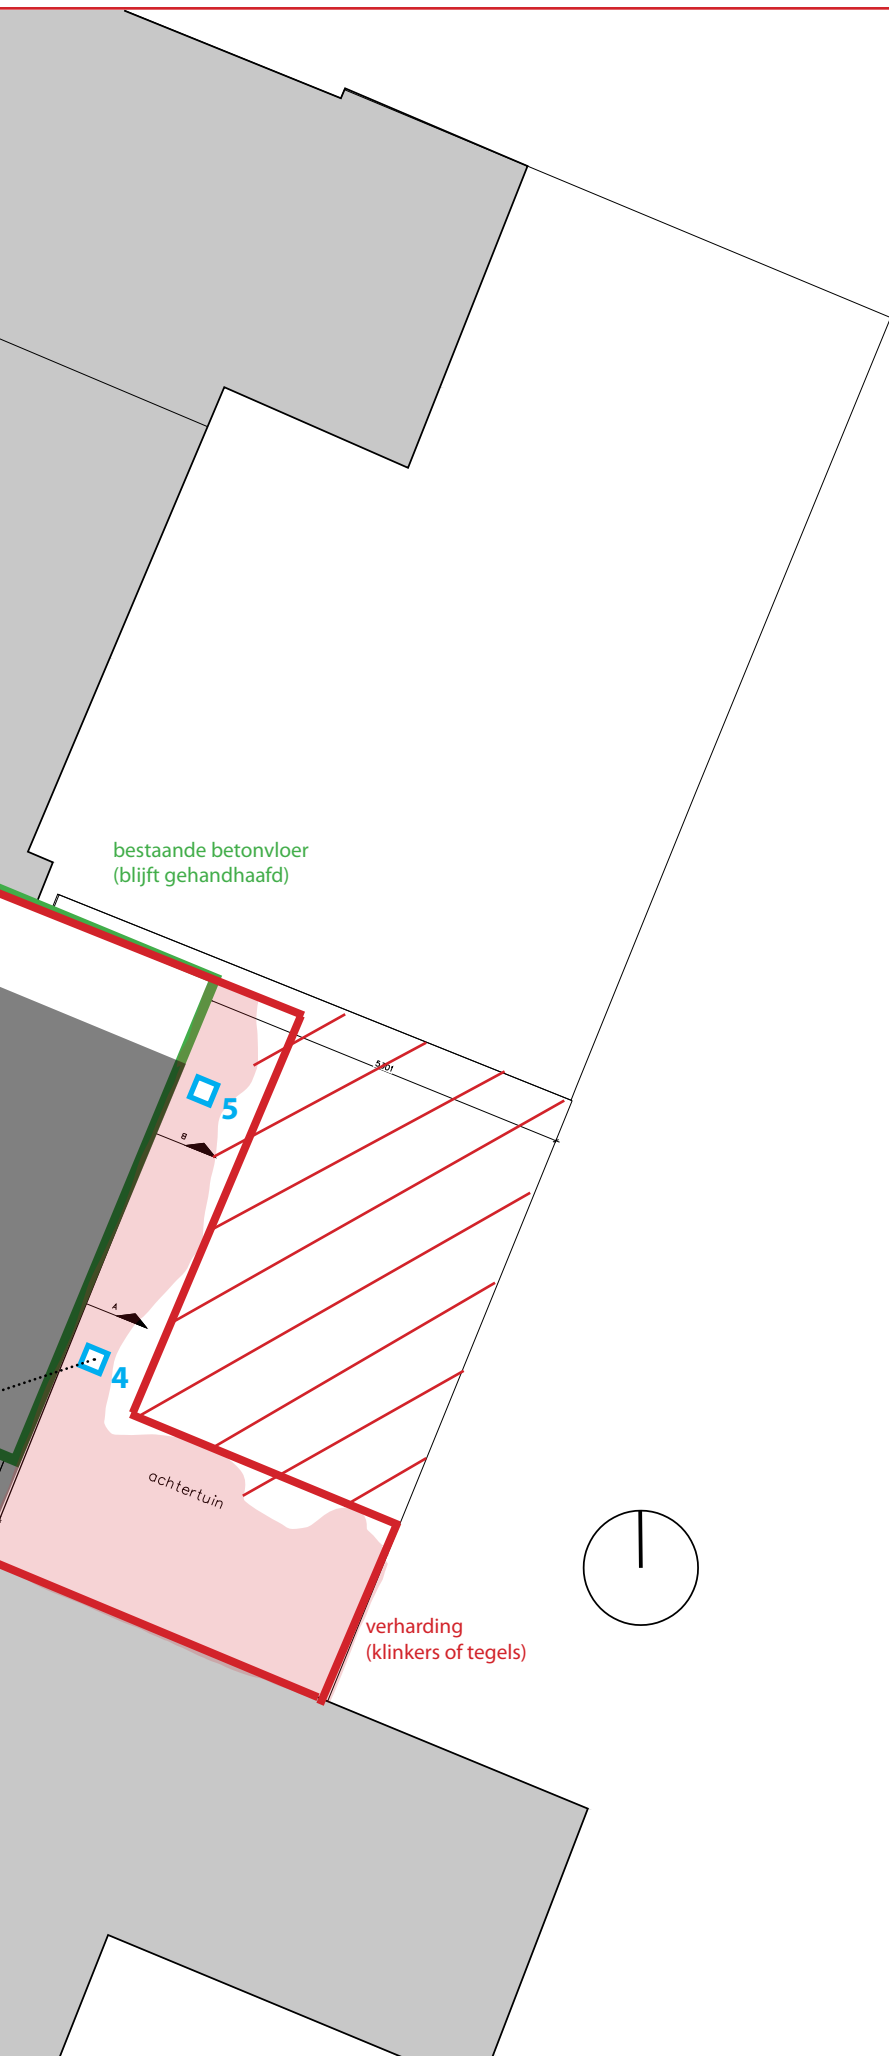 bestaande betonvloer
(blijft gehandhaafd)
5
B
A
4
achtertuin
verharding
(klinkers of tegels)